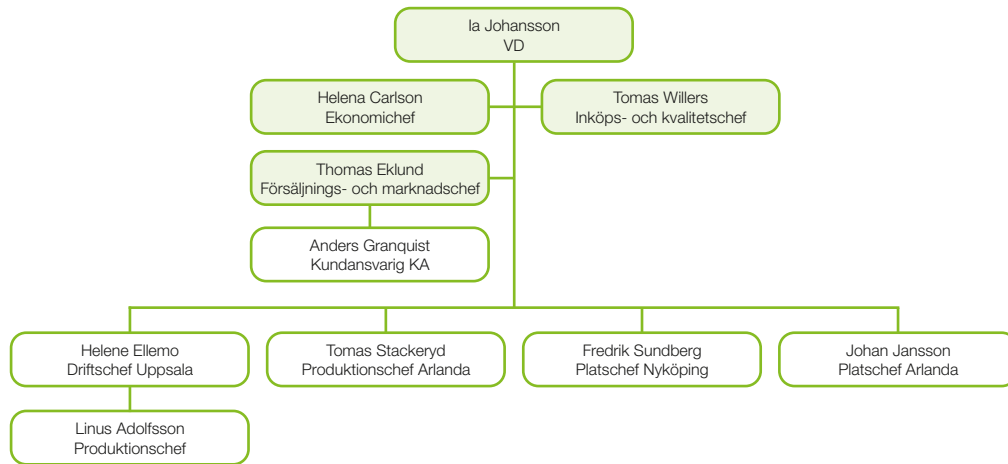 Ia Johansson
VD
Helena Carlson
Ekonomichef
Tomas Willers
Inköps- och kvalitetschef
Thomas Eklund
Försäljnings- och marknadschef
Anders Granquist
Kundansvarig KA
Helene Ellemo
Driftschef Uppsala
Tomas Stackeryd
Produktionschef Arlanda
Fredrik Sundberg
Platschef Nyköping
Johan Jansson
Platschef Arlanda
Linus Adolfsson
Produktionschef